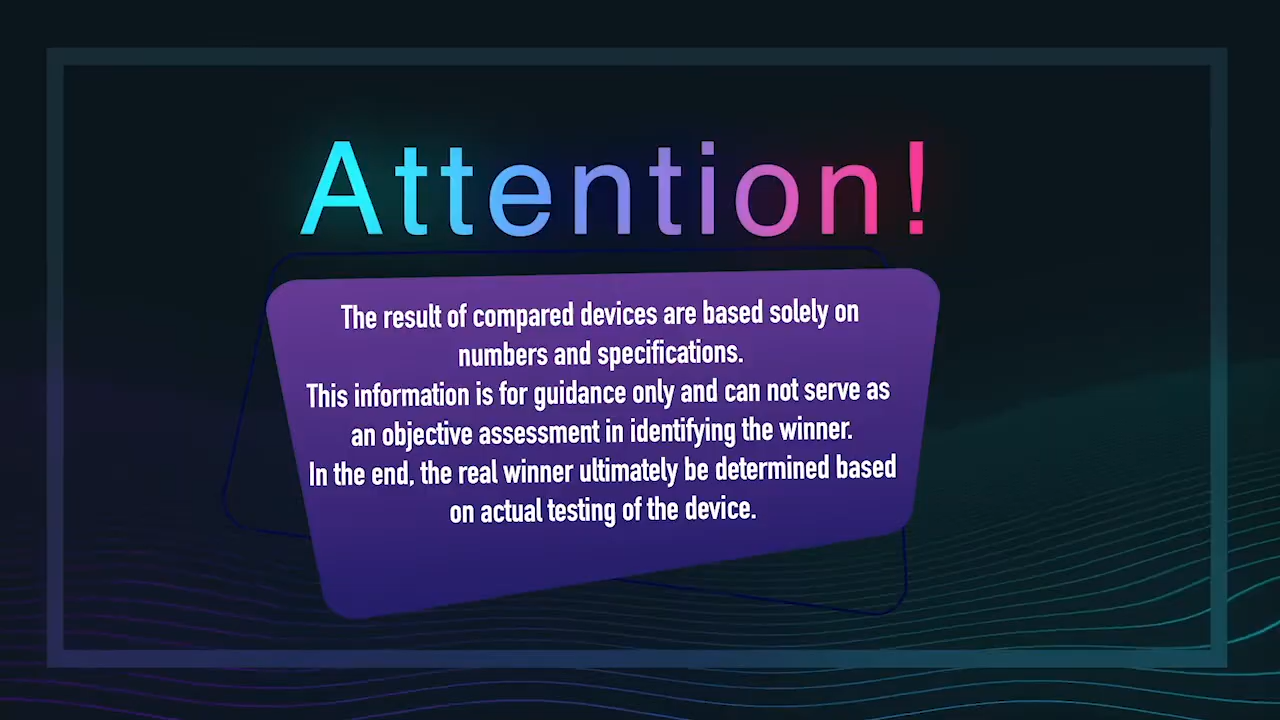 Attention!
The result of compared devices are based solely on
numbers and specifications.
This information is for guidance only and can not serve as
an objective assessment in identifying the winner.
In the end, the real winner ultimately be determined based
on actual testing of the device.